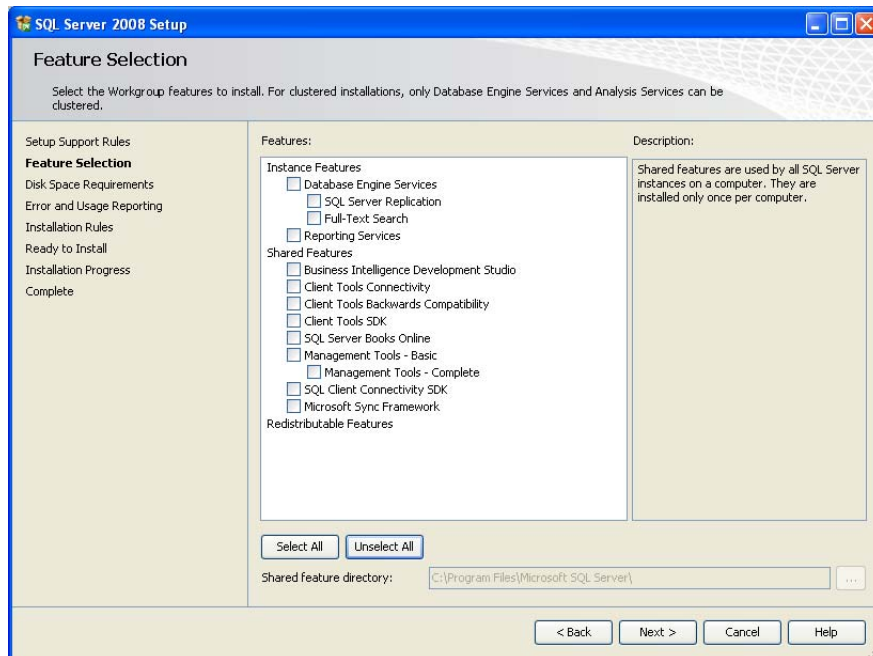 SQL Server 2008 Setup
Feature Selection
Select the Workgroup features to install. For clustered installations, only Database Engine Services and Analysis Services can be
clustered.
Setup Support Rules
Feature Selection
Disk Space Requirements
Error and Usage Reporting
Installation Rules
Ready to Install
Installation Progress
Complete
Features:
Instance Features
Database Engine Services
SQL Server Replication
Full-Text Search
Reporting Services
Shared Features
Business Intelligence Development Studio
Client Tools Connectivity
Client Tools Backwards Compatibility
Client Tools SDK
SQL Server Books Online
Management Tools - Basic
Management Tools - Complete
SQL Client Connectivity SDK
Microsoft Sync Framework
Redistributable Features
Description:
Shared features are used by all SQL Server
instances on a computer. They are
installed only once per computer.
Select All
Unselect All
Shared feature directory:
C:\Program Files\Microsoft SQL Server\
...
< Back
Next >
Cancel
Help